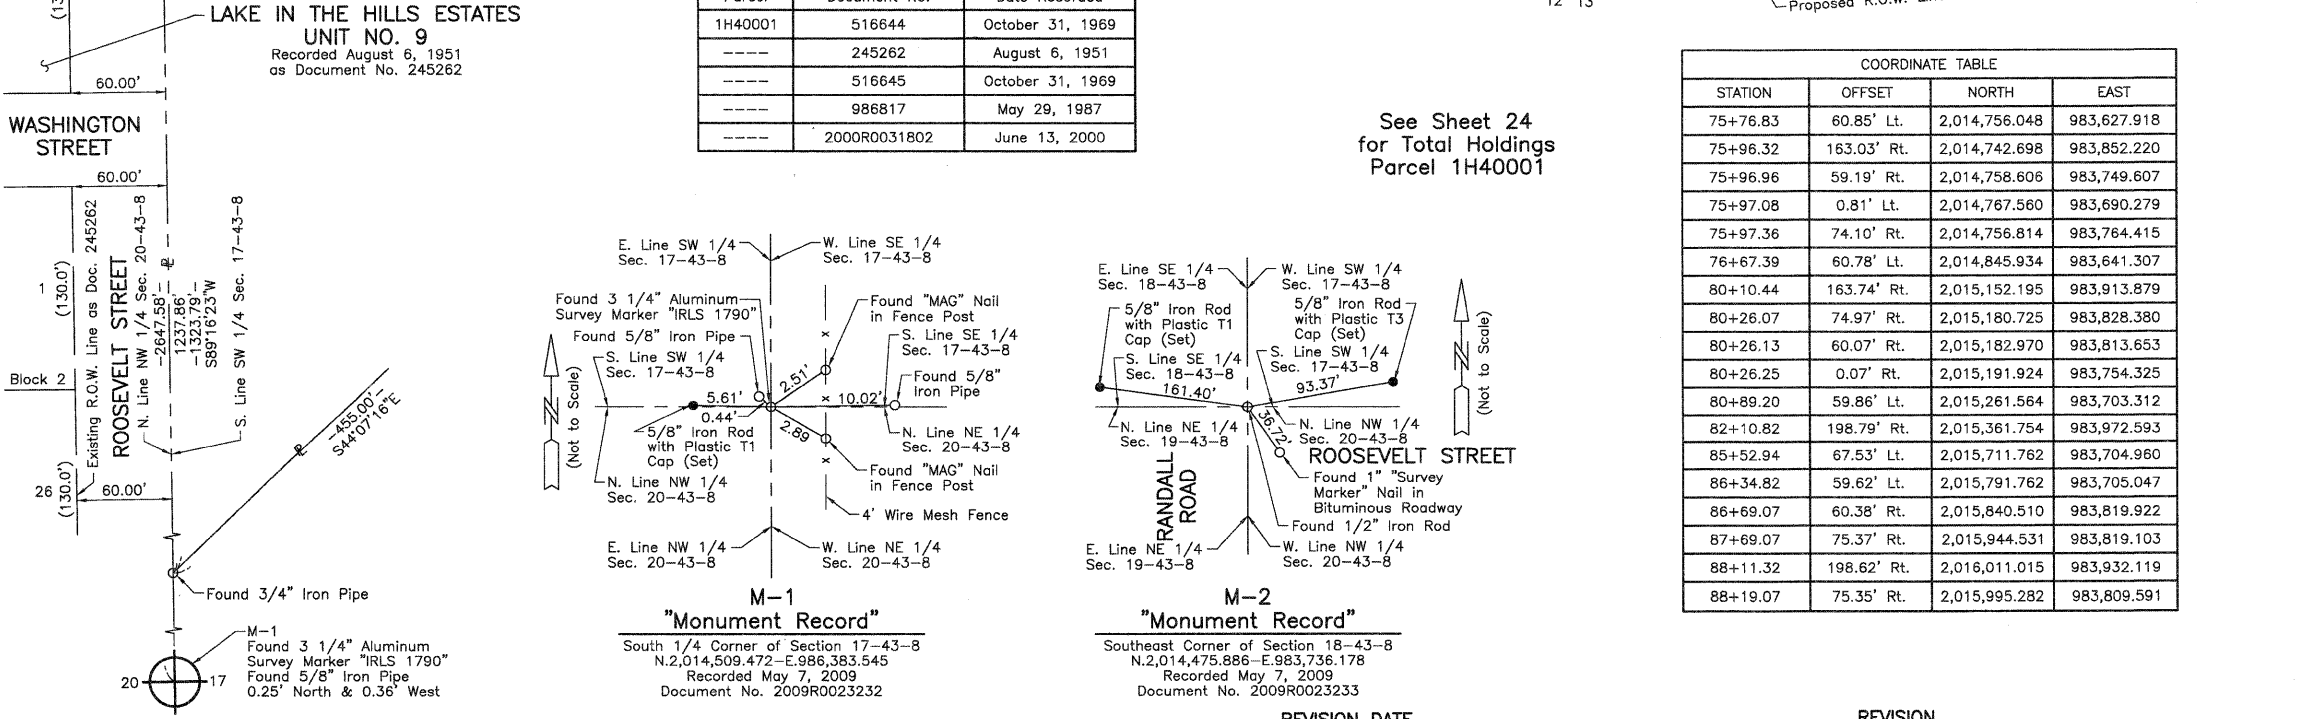 LAKE IN THE HILLS ESTATES
UNIT NO. 9
Recorded August 6, 1951
as Document No. 245262
60.00'
WASHINGTON
STREET
60.00'
1
(130.0')
Existing R.O.W. Line as Doc. 245262
ROOSEVELT STREET
N. Line NW 1/4 Sec. 20-43-8
-2647.58'-
1237.86'
-1323.79'-
S89°16'23"W
S. Line SW 1/4 Sec. 17-43-8
Block 2
26
(130.0')
60.00'
-455.00'-
S44°07'16"E
Found 3/4" Iron Pipe
M-1
Found 3 1/4" Aluminum
Survey Marker "IRLS 1790"
Found 5/8" Iron Pipe
0.25' North & 0.36' West
20
17
Document No. Date Recorded
1H40001 516644 October 31, 1969
---- 245262 August 6, 1951
---- 516645 October 31, 1969
---- 986817 May 29, 1987
---- 2000R0031802 June 13, 2000
E. Line SW 1/4
Sec. 17-43-8
W. Line SE 1/4
Sec. 17-43-8
Found 3 1/4" Aluminum
Survey Marker "IRLS 1790"
Found 5/8" Iron Pipe
S. Line SW 1/4
Sec. 17-43-8
Found "MAG" Nail
in Fence Post
S. Line SE 1/4
Sec. 17-43-8
Found 5/8"
Iron Pipe
2.51'
5.61'
10.02'
0.44'
2.89
(Not to Scale)
5/8" Iron Rod
with Plastic T1
Cap (Set)
N. Line NE 1/4
Sec. 20-43-8
N. Line NW 1/4
Sec. 20-43-8
Found "MAG" Nail
in Fence Post
4' Wire Mesh Fence
E. Line NW 1/4
Sec. 20-43-8
W. Line NE 1/4
Sec. 20-43-8
M-1
"Monument Record"
South 1/4 Corner of Section 17-43-8
N.2,014,509.472-E.986,383.545
Recorded May 7, 2009
Document No. 2009R0023232
12 13
Proposed R.O.W.
See Sheet 24
for Total Holdings
Parcel 1H40001
E. Line SE 1/4
Sec. 18-43-8
W. Line SW 1/4
Sec. 17-43-8
5/8" Iron Rod
with Plastic T1
Cap (Set)
5/8" Iron Rod
with Plastic T3
Cap (Set)
S. Line SE 1/4
Sec. 18-43-8
S. Line SW 1/4
Sec. 17-43-8
161.40'
93.37'
36.72'
(Not to Scale)
N. Line NE 1/4
Sec. 19-43-8
N. Line NW 1/4
Sec. 20-43-8
ROOSEVELT STREET
RANDALL
ROAD
Found 1" "Survey
Marker" Nail in
Bituminous Roadway
Found 1/2" Iron Rod
E. Line NE 1/4
Sec. 19-43-8
W. Line NW 1/4
Sec. 20-43-8
M-2
"Monument Record"
Southeast Corner of Section 18-43-8
N.2,014,475.886-E.983,736.178
Recorded May 7, 2009
Document No. 2009R0023233
COORDINATE TABLE
STATION OFFSET NORTH EAST
75+76.83 60.85' Lt. 2,014,756.048 983,627.918
75+96.32 163.03' Rt. 2,014,742.698 983,852.220
75+96.96 59.19' Rt. 2,014,758.606 983,749.607
75+97.08 0.81' Lt. 2,014,767.560 983,690.279
75+97.36 74.10' Rt. 2,014,756.814 983,764.415
76+67.39 60.78' Lt. 2,014,845.934 983,641.307
80+10.44 163.74' Rt. 2,015,152.195 983,913.879
80+26.07 74.97' Rt. 2,015,180.725 983,828.380
80+26.13 60.07' Rt. 2,015,182.970 983,813.653
80+26.25 0.07' Rt. 2,015,191.924 983,754.325
80+89.20 59.86' Lt. 2,015,261.564 983,703.312
82+10.82 198.79' Rt. 2,015,361.754 983,972.593
85+52.94 67.53' Lt. 2,015,711.762 983,704.960
86+34.82 59.62' Lt. 2,015,791.762 983,705.047
86+69.07 60.38' Rt. 2,015,840.510 983,819.922
87+69.07 75.37' Rt. 2,015,944.531 983,819.103
88+11.32 198.62' Rt. 2,016,011.015 983,932.119
88+19.07 75.35' Rt. 2,015,995.282 983,809.591
REVISION DATE
REVISION